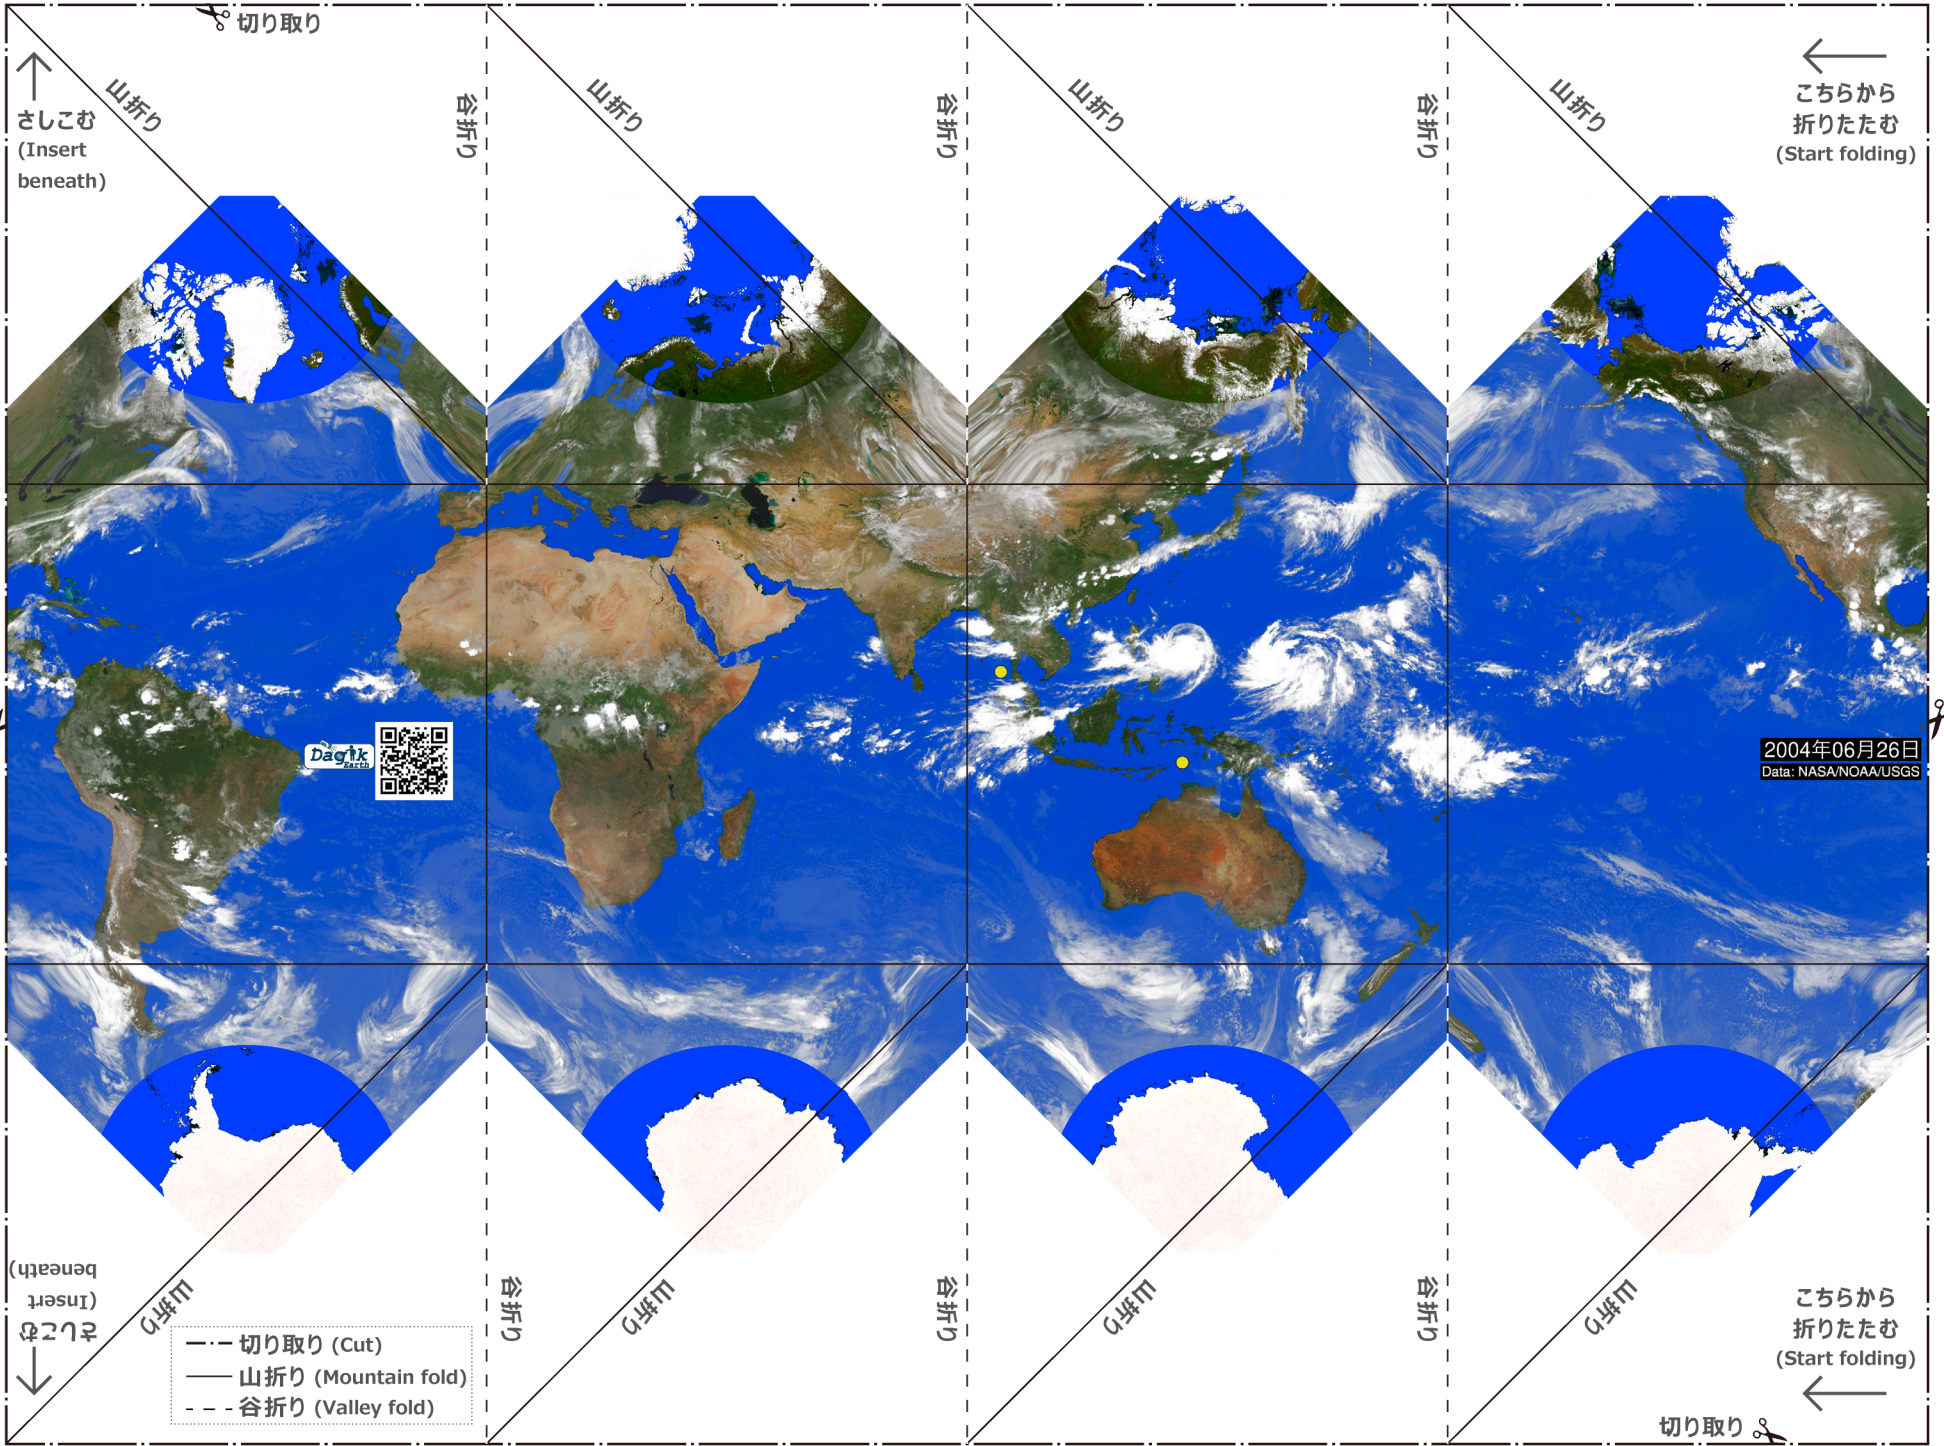 切り取り
山折り
谷折り
山折り
谷折り
山折り
谷折り
山折り
さしこむ
(Insert
beneath)
こちらから
折りたたむ
(Start folding)
Dagik
Earth
2004年06月26日
Data: NASA/NOAA/USGS
さしこむ
(Insert
beneath)
山折り
谷折り
山折り
谷折り
山折り
谷折り
山折り
こちらから
折りたたむ
(Start folding)
切り取り (Cut)
山折り (Mountain fold)
谷折り (Valley fold)
切り取り